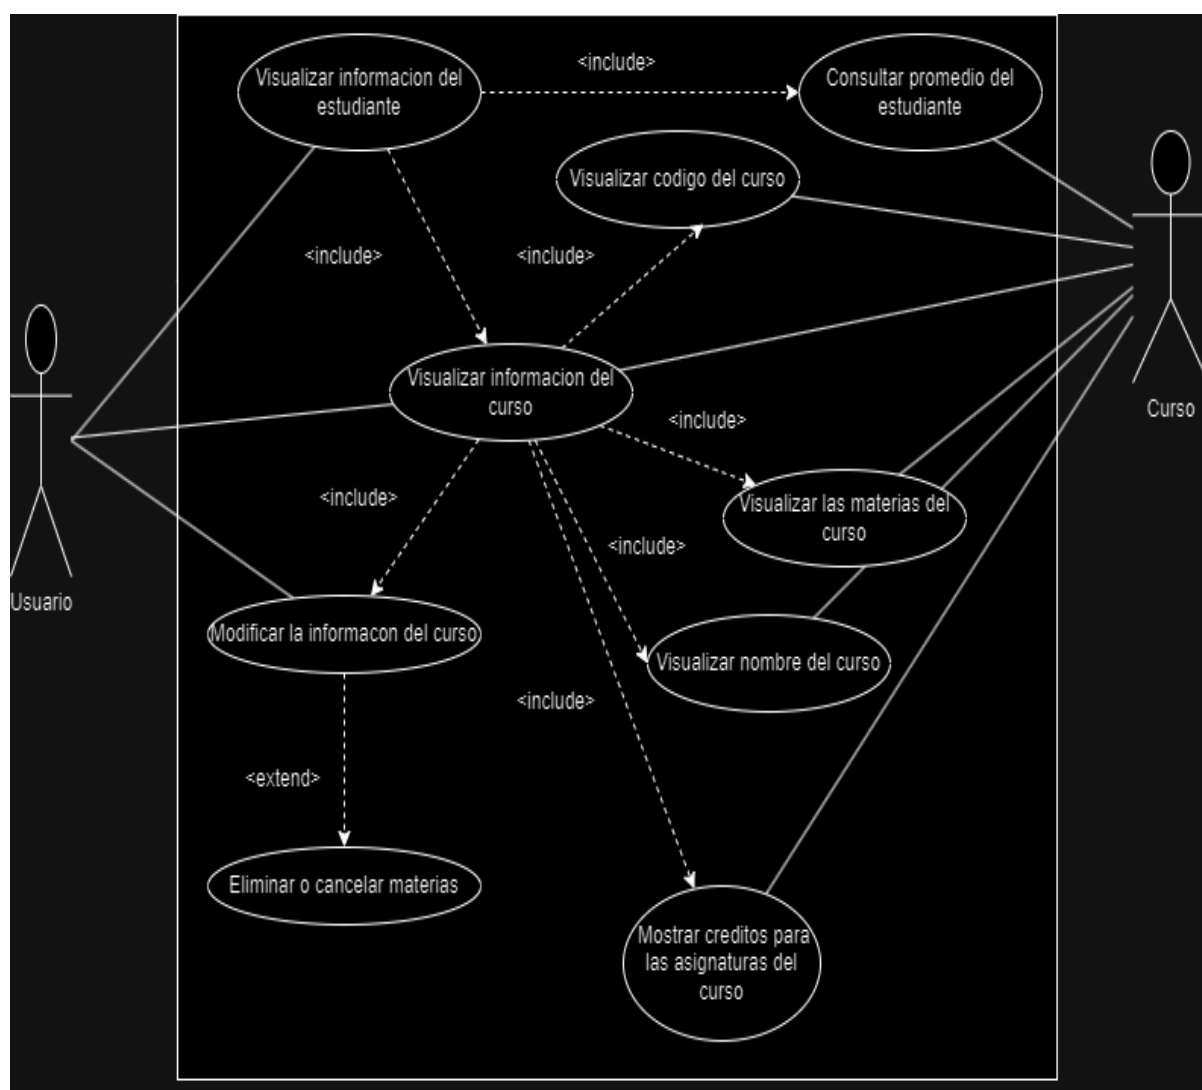 Visualizar informacion del
estudiante
<include>
Consultar promedio del
estudiante
Visualizar codigo del curso
<include>
<include>
Visualizar informacion del
curso
Curso
<include>
<include>
Visualizar las materias del
curso
<include>
Usuario
Modificar la informacon del curso
Visualizar nombre del curso
<include>
<extend>
Eliminar o cancelar materias
Mostrar creditos para
las asignaturas del
curso